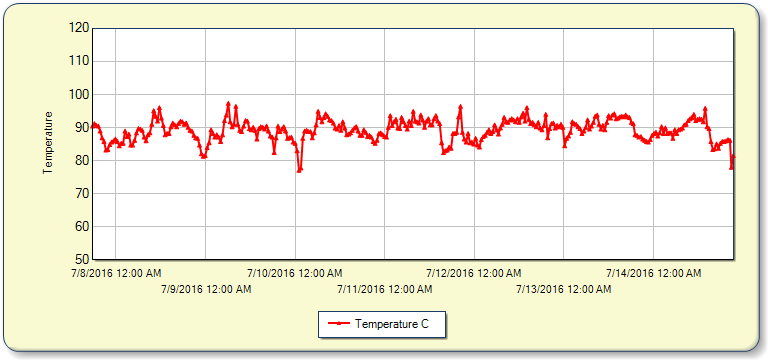 120
110
100
90
80
70
60
50
Temperature
7/8/2016 12:00 AM
7/10/2016 12:00 AM
7/12/2016 12:00 AM
7/14/2016 12:00 AM
7/9/2016 12:00 AM
7/11/2016 12:00 AM
7/13/2016 12:00 AM
Temperature C